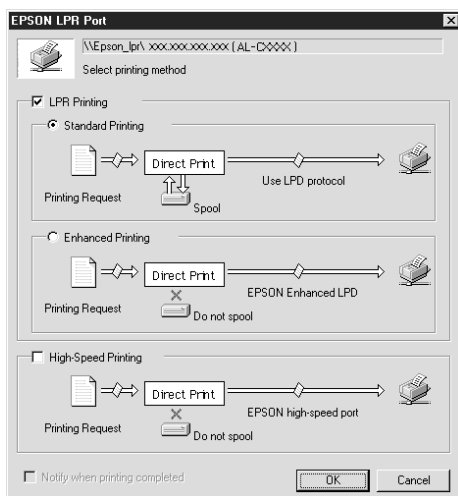 EPSON LPR Port
\\Epson_lpr\ xxx.xxx.xxx.xxx ( AL-CXXXX )
Select printing method
LPR Printing
Standard Printing
Direct Print
Use LPD protocol
Printing Request
Spool
Enhanced Printing
Direct Print
EPSON Enhanced LPD
Printing Request
Do not spool
High-Speed Printing
Direct Print
EPSON high-speed port
Printing Request
Do not spool
Notify when printing completed
OK
Cancel